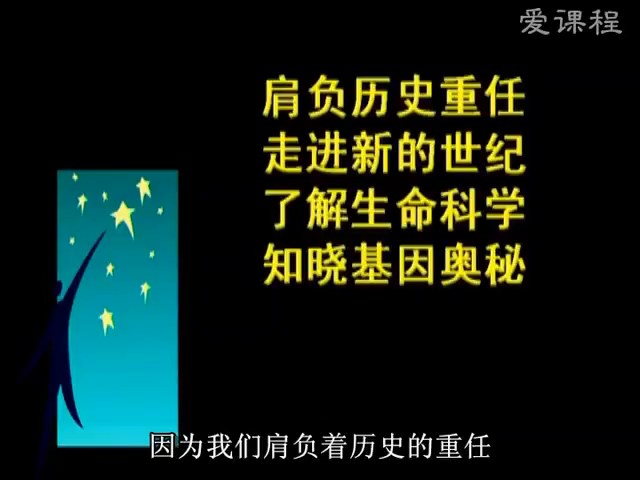 爱课程
肩负历史重任
走进新的世纪
了解生命科学
知晓基因奥秘
因为我们肩负着历史的重任